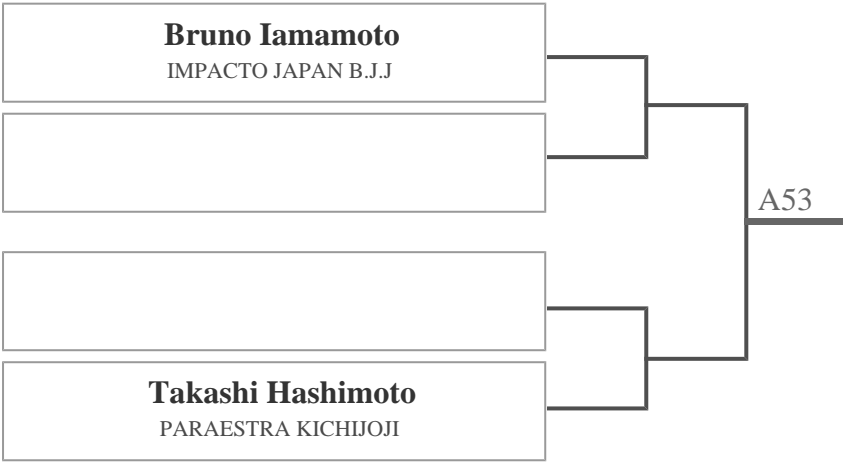 Bruno Iamamoto
IMPACTO JAPAN B.J.J
A53
Takashi Hashimoto
PARAESTRA KICHIJOJI